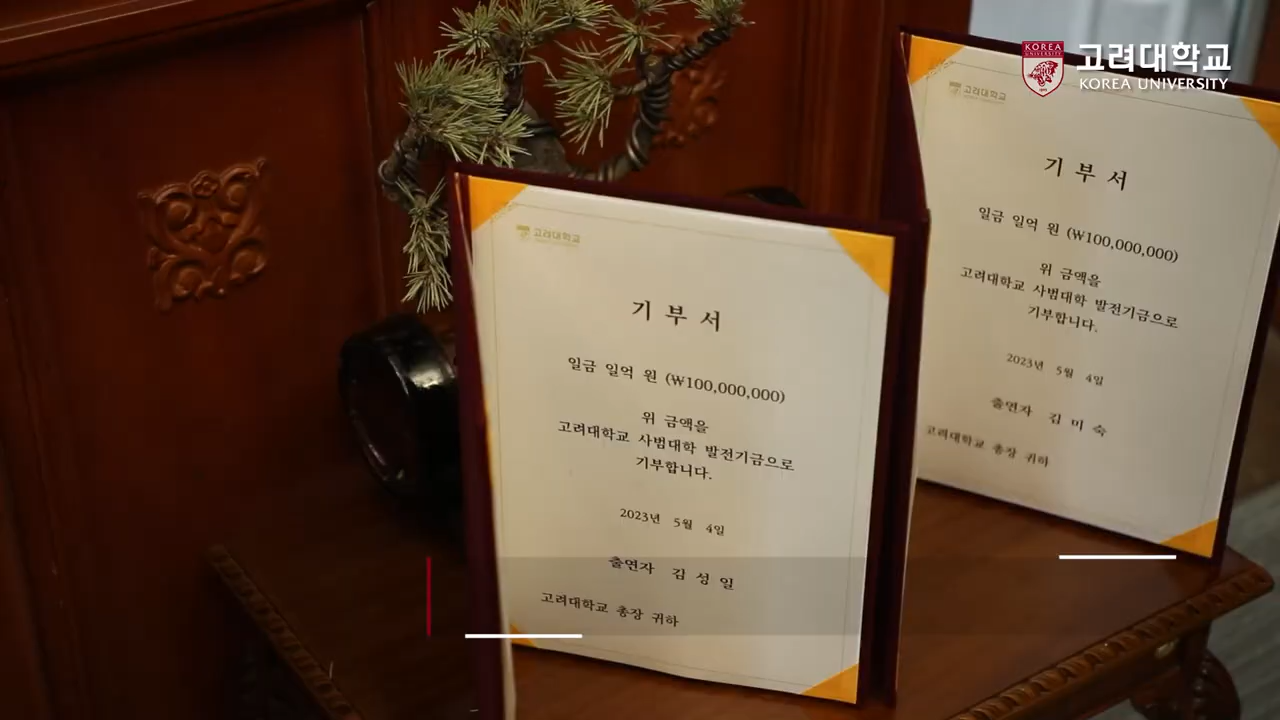 KOREA
UNIVERSITY
고려대학교
KOREA UNIVERSITY
고려대학교
기부서
일금 일억 원 (₩100,000,000)
위 금액을
고려대학교 사범대학 발전기금으로
기부합니다.
2023년 5월 4일
출연자 김성일
고려대학교 총장 귀하
고려대학교
기부서
일금 일억 원 (₩100,000,000)
위 금액을
고려대학교 사범대학 발전기금으로
기부합니다.
2023년 5월 4일
출연자 김미숙
고려대학교 총장 귀하